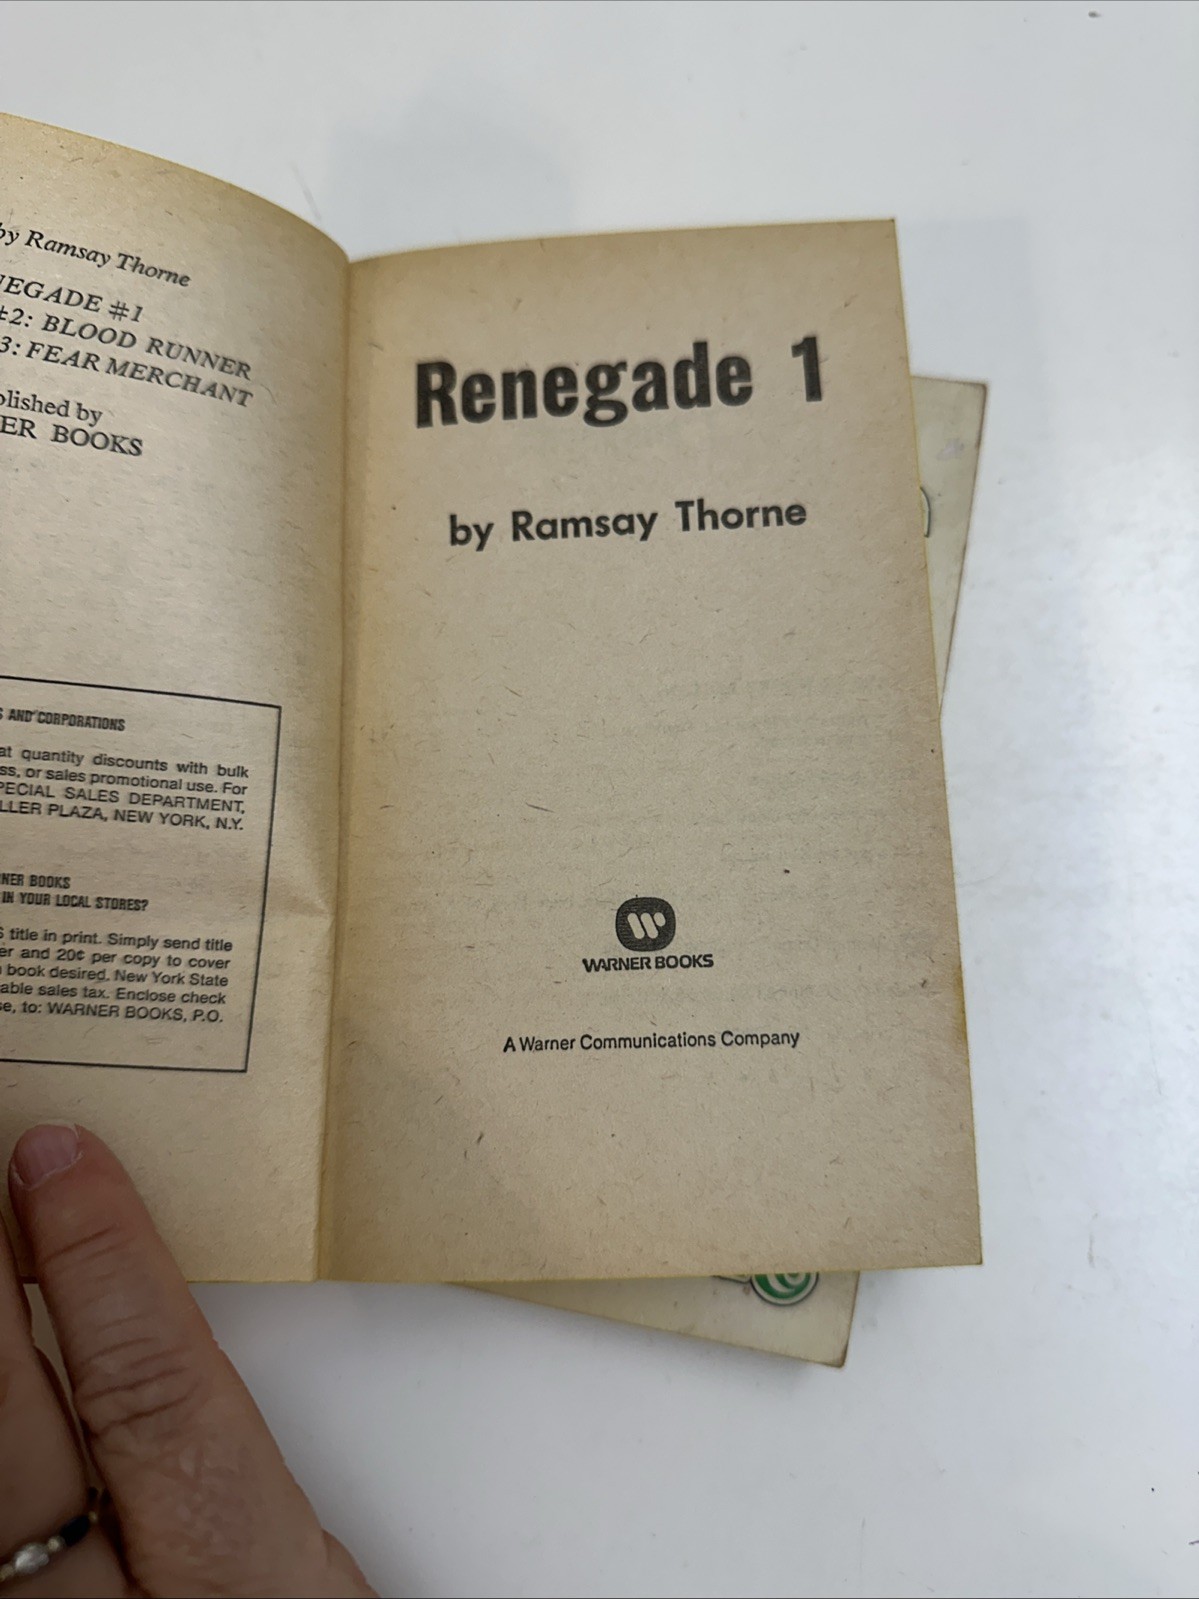 by Ramsay Thorne
NEGADE #1
#2: BLOOD RUNNER
3: FEAR MERCHANT
blished by
ER BOOKS
S AND CORPORATIONS
at quantity discounts with bulk
ss, or sales promotional use. For
PECIAL SALES DEPARTMENT,
LLER PLAZA, NEW YORK, N.Y.
NER BOOKS
IN YOUR LOCAL STORES?
S title in print. Simply send title
er and 20¢ per copy to cover
book desired. New York State
able sales tax. Enclose check
se, to: WARNER BOOKS, P.O.
Renegade 1
by Ramsay Thorne
WARNER BOOKS
A Warner Communications Company